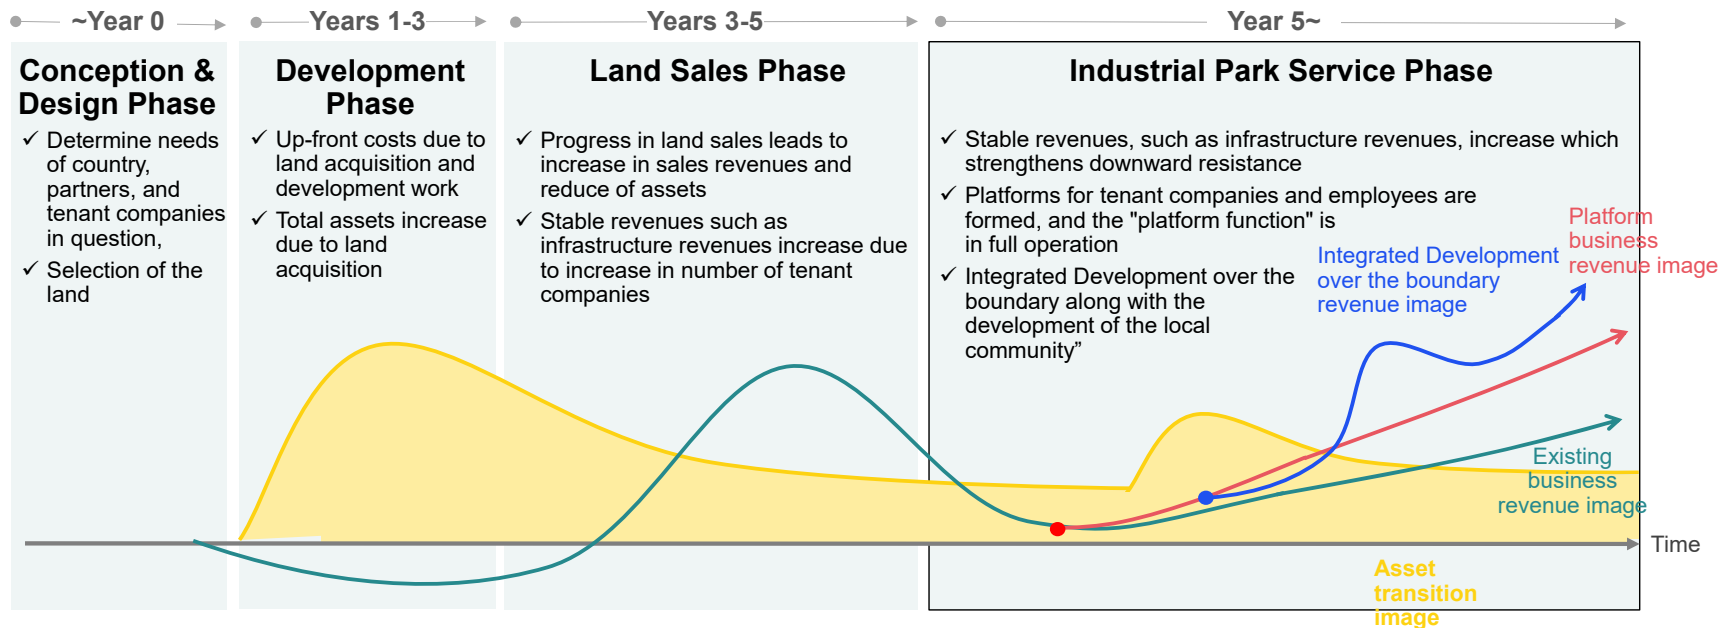 ~Year 0
Years 1-3
Years 3-5
Year 5~
Conception &
Design Phase
✓ Determine needs
of country,
partners, and
tenant companies
in question,
✓ Selection of the
land
Development
Phase
✓ Up-front costs due to
land acquisition and
development work
✓ Total assets increase
due to land
acquisition
Land Sales Phase
✓ Progress in land sales leads to
increase in sales revenues and
reduce of assets
✓ Stable revenues such as
infrastructure revenues increase due
to increase in number of tenant
companies
Industrial Park Service Phase
✓ Stable revenues, such as infrastructure revenues, increase which
strengthens downward resistance
✓ Platforms for tenant companies and employees are
formed, and the "platform function" is
in full operation
✓ Integrated Development over the
boundary along with the
development of the local
community”
Integrated Development
over the boundary
revenue image
Platform
business
revenue image
Existing
business
revenue image
Time
Asset
transition
image